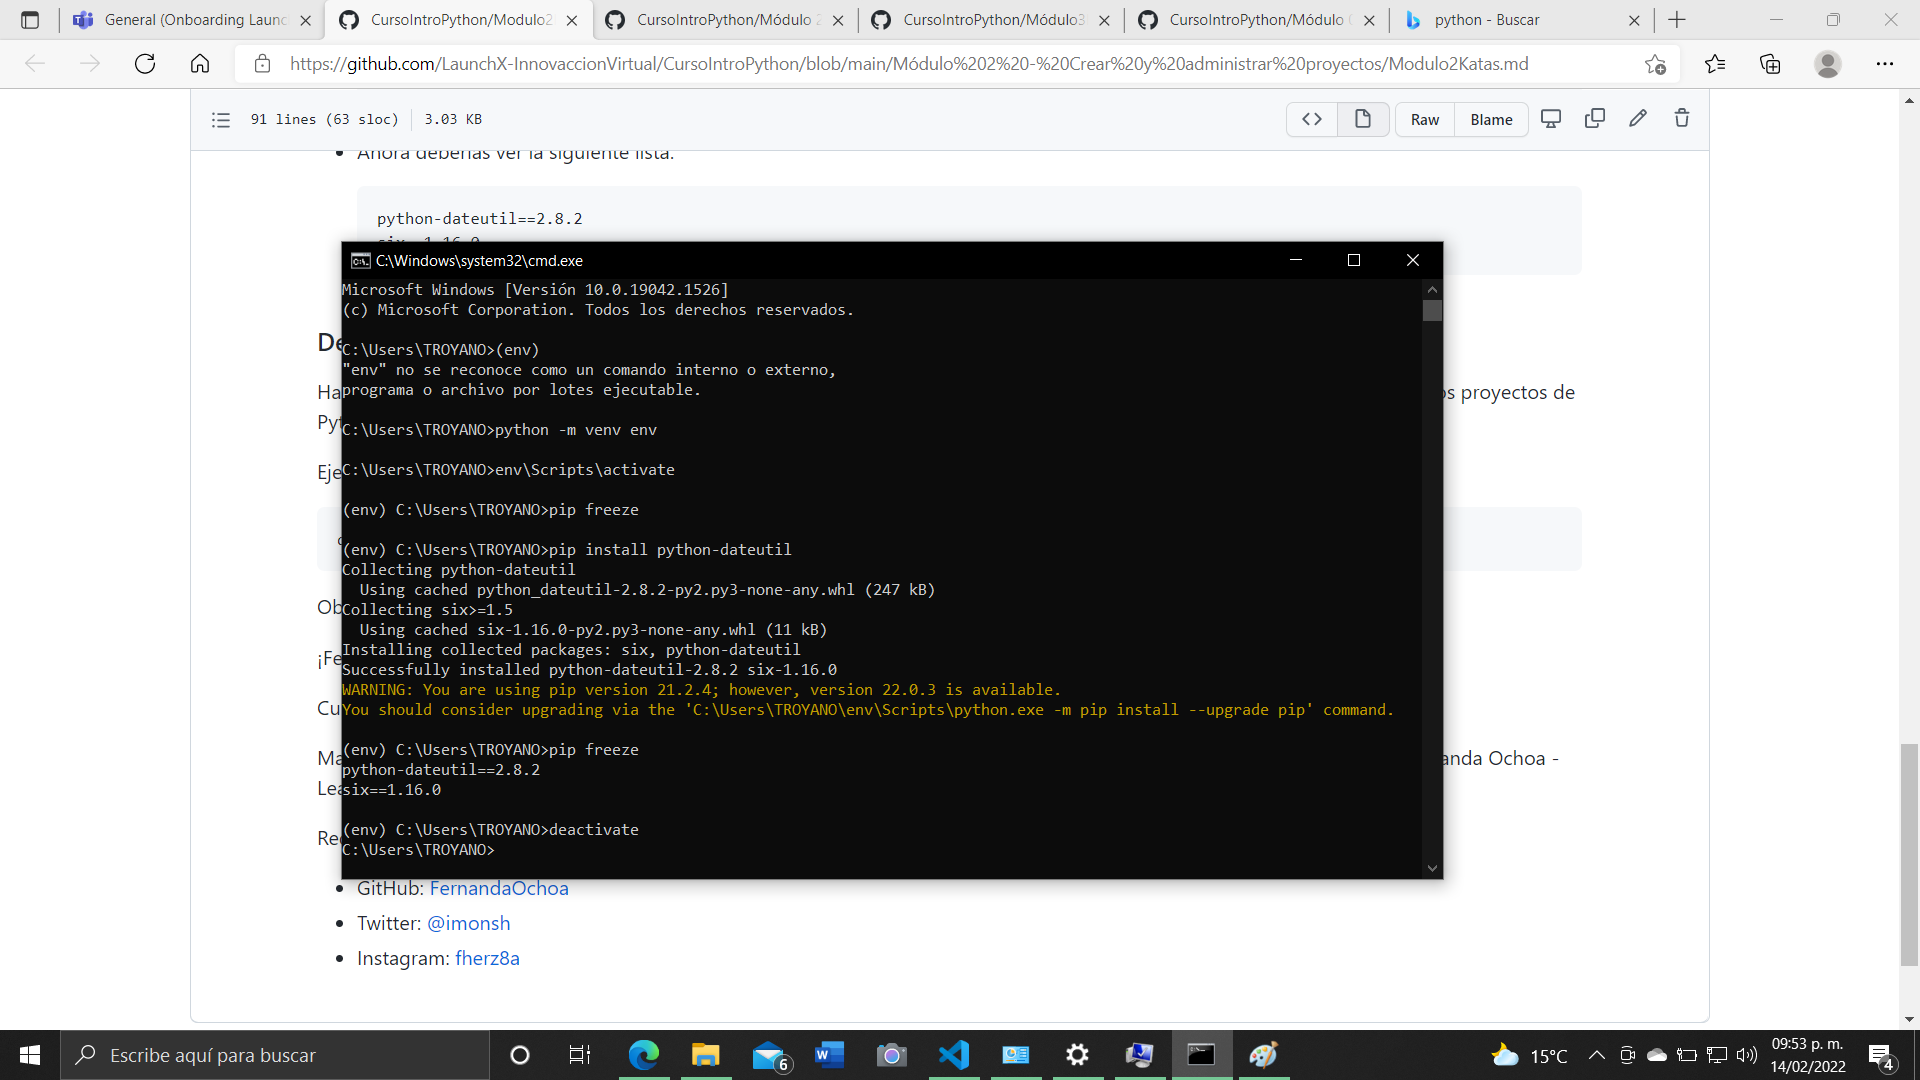 General (Onboarding Launc
CursoIntroPython/Modulo2
CursoIntroPython/Módulo 2
CursoIntroPython/Módulo3
CursoIntroPython/Módulo
python - Buscar
https://github.com/LaunchX-InnovaccionVirtual/CursoIntroPython/blob/main/Módulo%202%20-%20Crear%20y%20administrar%20proyectos/Modulo2Katas.md
91 lines (63 sloc)
3.03 KB
Raw
Blame
Ahora deberías ver la siguiente lista:
python-dateutil==2.8.2
six==1.16.0
C:\Windows\system32\cmd.exe
Microsoft Windows [Versión 10.0.19042.1526]
(c) Microsoft Corporation. Todos los derechos reservados.
De
C:\Users\TROYANO>(env)
"env" no se reconoce como un comando interno o externo,
programa o archivo por lotes ejecutable.
Ha
os proyectos de
Pyt
C:\Users\TROYANO>python -m venv env
Eje
C:\Users\TROYANO>env\Scripts\activate
(env) C:\Users\TROYANO>pip freeze
(env) C:\Users\TROYANO>pip install python-dateutil
Collecting python-dateutil
Using cached python_dateutil-2.8.2-py2.py3-none-any.whl (247 kB)
Ob
Collecting six>=1.5
Using cached six-1.16.0-py2.py3-none-any.whl (11 kB)
¡Fe
Installing collected packages: six, python-dateutil
Successfully installed python-dateutil-2.8.2 six-1.16.0
WARNING: You are using pip version 21.2.4; however, version 22.0.3 is available.
Cu
You should consider upgrading via the 'C:\Users\TROYANO\env\Scripts\python.exe -m pip install --upgrade pip' command.
(env) C:\Users\TROYANO>pip freeze
Ma
anda Ochoa -
python-dateutil==2.8.2
Lea
six==1.16.0
(env) C:\Users\TROYANO>deactivate
Re
C:\Users\TROYANO>
GitHub: FernandaOchoa
Twitter: @imonsh
Instagram: fherz8a
Escribe aquí para buscar
6
15°C
09:53 p. m.
14/02/2022
4